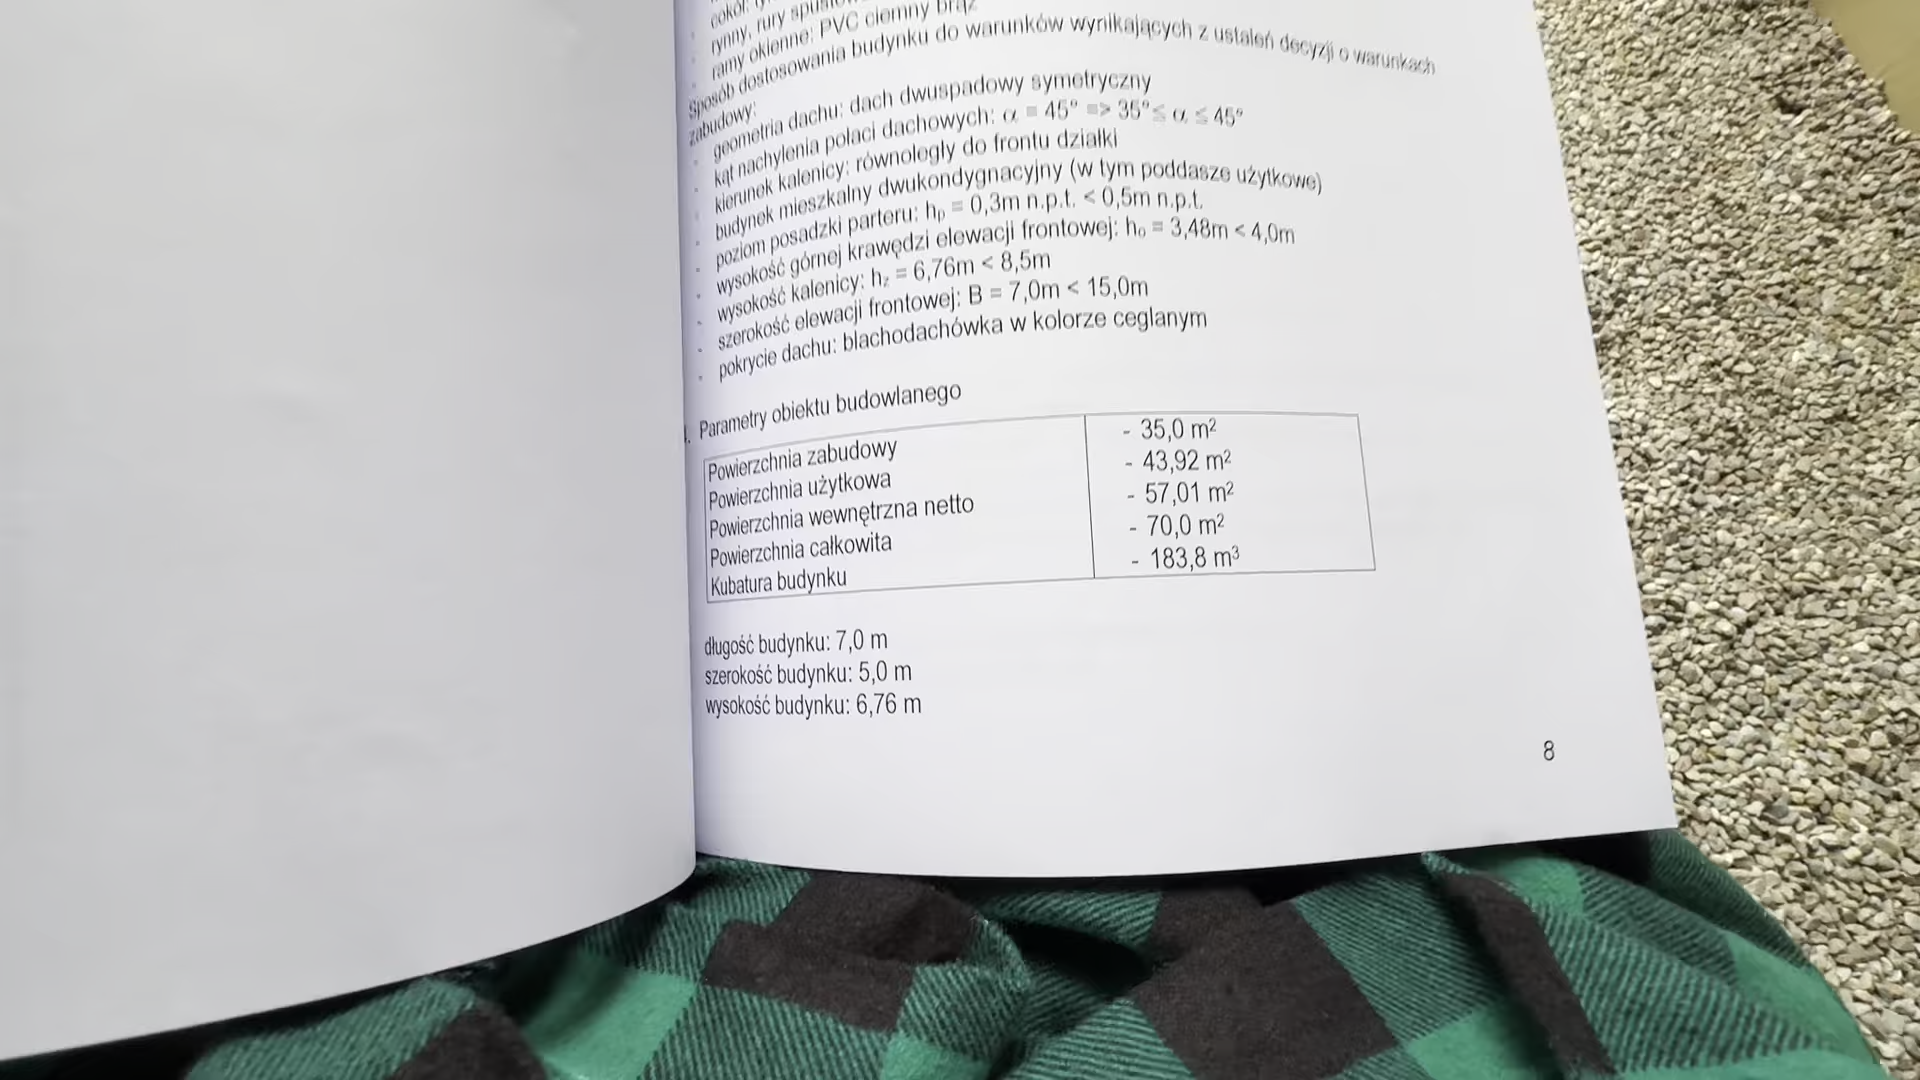 cokół:
rynny, rury
ramy okienne: PVC ciemny brąz
Sposób dostosowania budynku do warunków wynikających z ustaleń decyzji o warunkach
zabudowy:
- geometria dachu: dach dwuspadowy symetryczny
- kąt nachylenia połaci dachowych: α = 45° => 35°≤ α ≤ 45°
- kierunek kalenicy: równoległy do frontu działki
- budynek mieszkalny dwukondygnacyjny (w tym poddasze użytkowe)
- poziom posadzki parteru: hp = 0,3m n.p.t. < 0,5m n.p.t.
- wysokość górnej krawędzi elewacji frontowej: ho = 3,48m < 4,0m
- wysokość kalenicy: hz = 6,76m < 8,5m
- szerokość elewacji frontowej: B = 7,0m < 15,0m
- pokrycie dachu: blachodachówka w kolorze ceglanym
Parametry obiektu budowlanego
Powierzchnia zabudowy - 35,0 m²
Powierzchnia użytkowa - 43,92 m²
Powierzchnia wewnętrzna netto - 57,01 m²
Powierzchnia całkowita - 70,0 m²
Kubatura budynku - 183,8 m³
długość budynku: 7,0 m
szerokość budynku: 5,0 m
wysokość budynku: 6,76 m
8